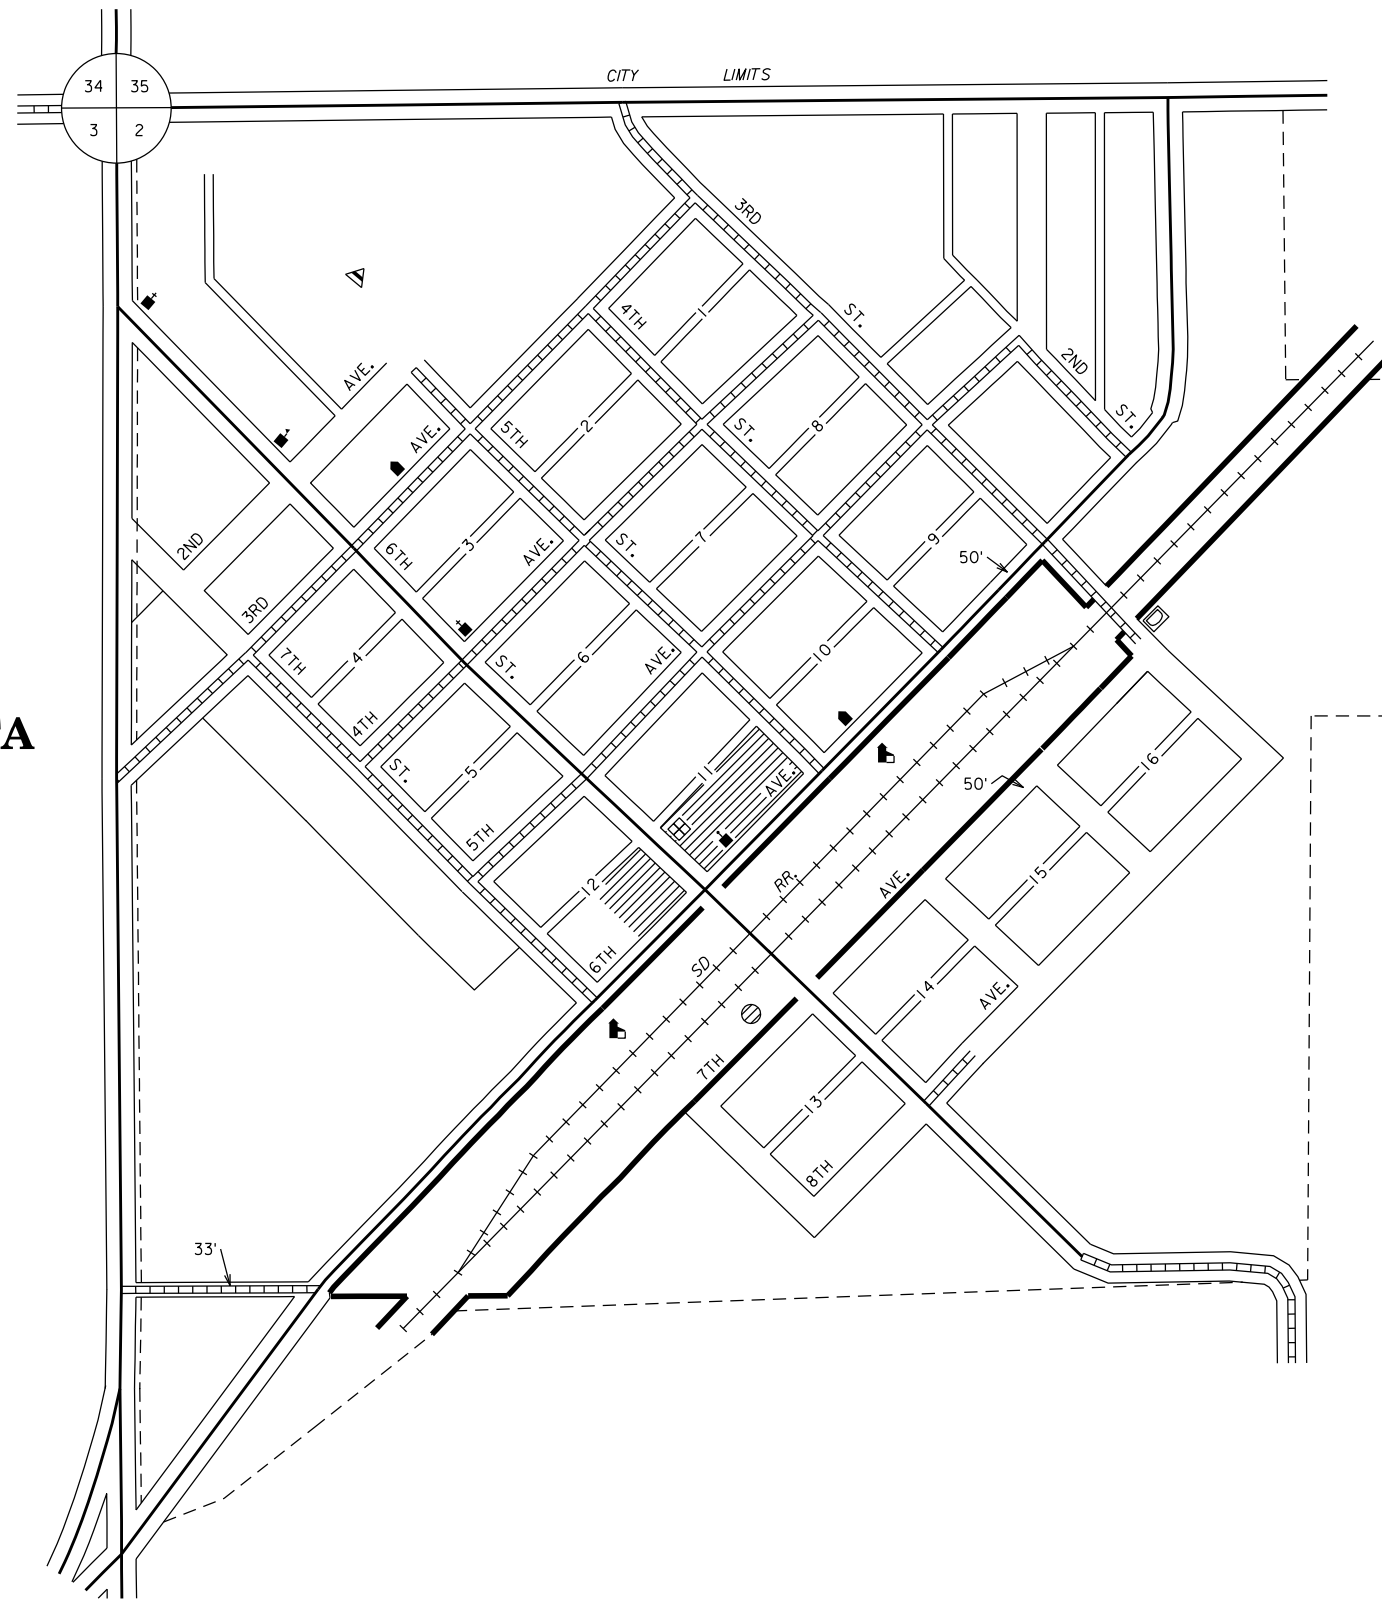 CITY LIMITS
34 35
3 2
3RD
ST.
4TH
1
AVE.
2ND
ST.
5TH
2
AVE.
ST.
8
6TH
3
AVE.
ST.
7
9
50'
2ND
3RD
7TH
4
4TH
ST.
6
AVE.
10
ST.
5
5TH
11
AVE.
TA
16
50'
12
6TH
RR.
SD
AVE.
15
14
AVE.
7TH
13
8TH
33'